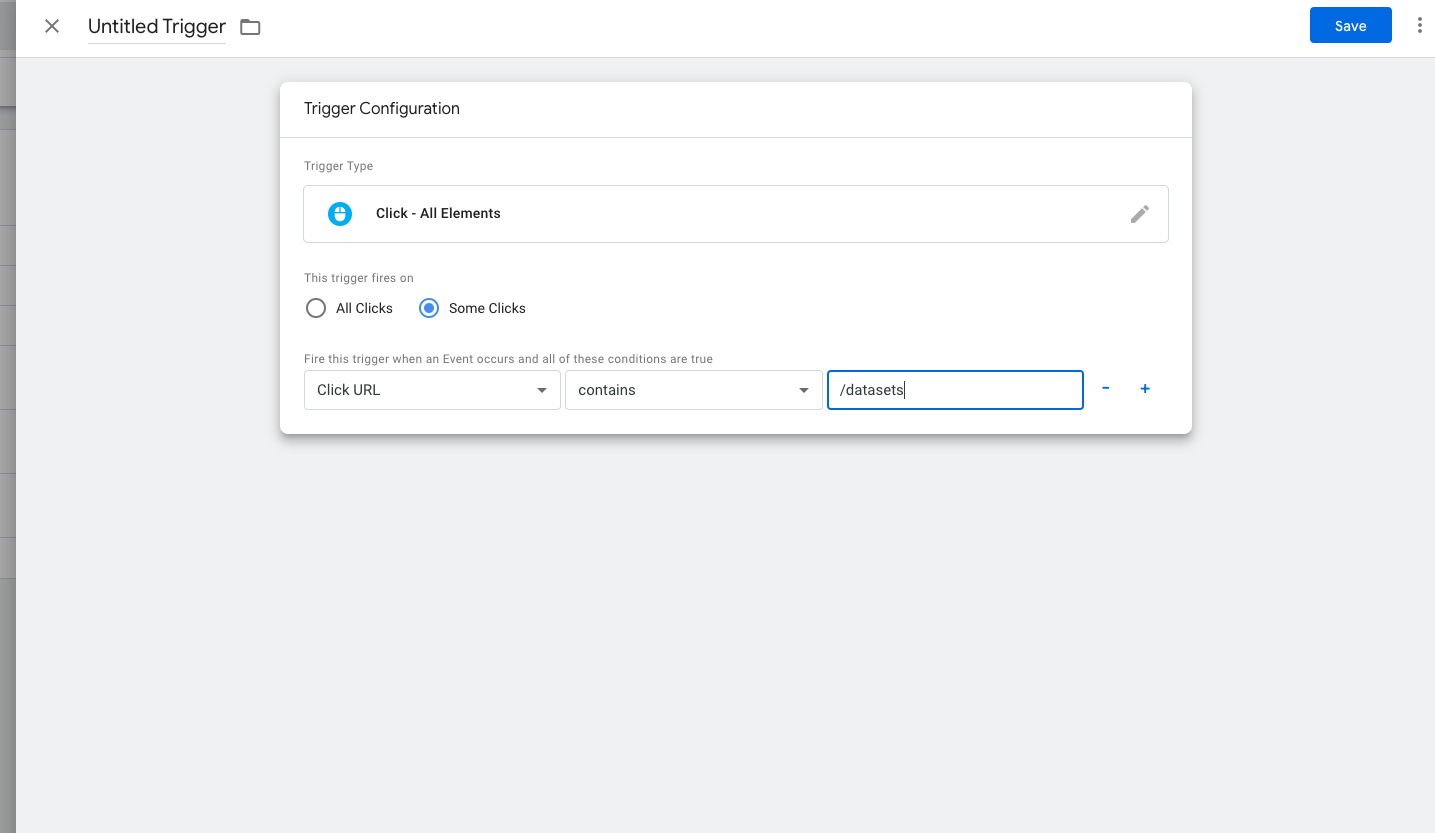 Untitled Trigger
Save
Trigger Configuration
Trigger Type
Click - All Elements
This trigger fires on
All Clicks Some Clicks
Fire this trigger when an Event occurs and all of these conditions are true
Click URL contains /datasets - +